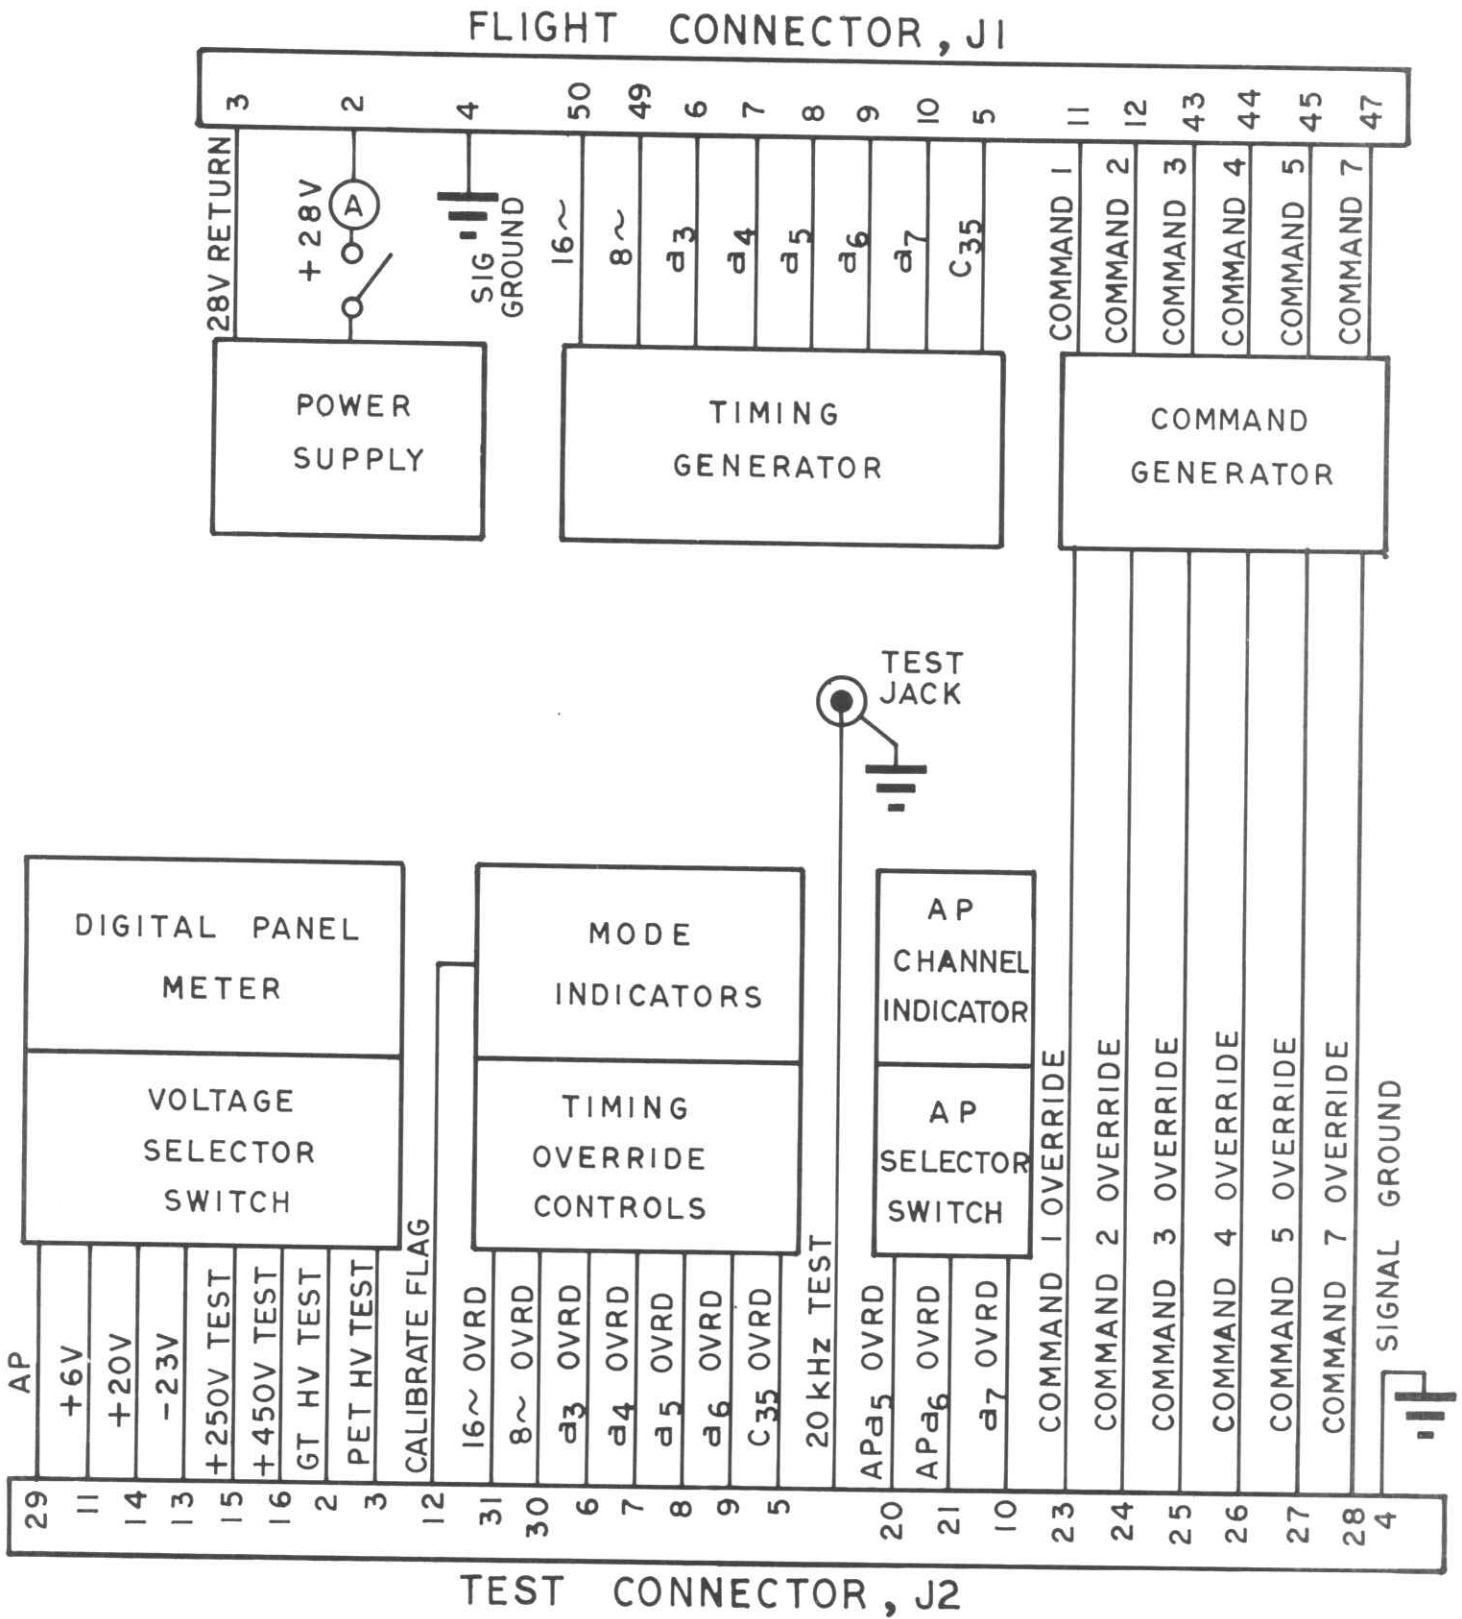 FLIGHT CONNECTOR, J1
3 2 4 50 49 6 7 8 9 10 5 11 12 43 44 45 47
28V RETURN
+28V
A
SIG
GROUND
16~
8~
a3
a4
a5
a6
a7
C35
COMMAND 1
COMMAND 2
COMMAND 3
COMMAND 4
COMMAND 5
COMMAND 7
POWER
SUPPLY
TIMING
GENERATOR
COMMAND
GENERATOR
TEST
JACK
DIGITAL PANEL
METER
VOLTAGE
SELECTOR
SWITCH
MODE
INDICATORS
TIMING
OVERRIDE
CONTROLS
AP
CHANNEL
INDICATOR
AP
SELECTOR
SWITCH
AP
+6V
+20V
-23V
+250V TEST
+450V TEST
GT HV TEST
PET HV TEST
CALIBRATE FLAG
16~ OVRD
8~ OVRD
a3 OVRD
a4 OVRD
a5 OVRD
a6 OVRD
C35 OVRD
20kHz TEST
APa5 OVRD
APa6 OVRD
a7 OVRD
COMMAND 1 OVERRIDE
COMMAND 2 OVERRIDE
COMMAND 3 OVERRIDE
COMMAND 4 OVERRIDE
COMMAND 5 OVERRIDE
COMMAND 7 OVERRIDE
SIGNAL GROUND
29 11 14 13 15 16 2 3 12 31 30 6 7 8 9 5 20 21 10 23 24 25 26 27 28 4
TEST CONNECTOR, J2